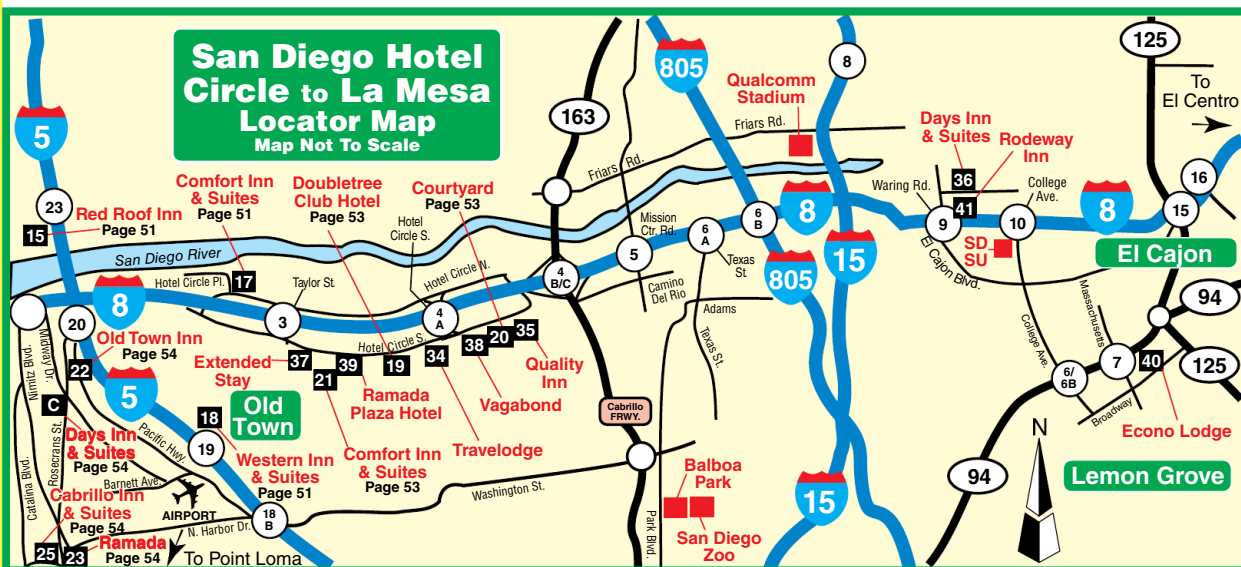 San Diego Hotel
Circle to La Mesa
Locator Map
Map Not To Scale
5
23
15
Red Roof Inn
Page 51
Comfort Inn
& Suites
Page 51
Doubletree
Club Hotel
Page 53
Hotel
Circle S.
Courtyard
Page 53
163
805
Qualcomm
Stadium
8
Friars Rd.
Friars Rd.
125
To
El Centro
Days Inn
& Suites
36
Rodeway
Inn
41
Waring Rd.
College
Ave.
9
10
8
16
15
El Cajon
San Diego River
Hotel Circle Pl.
17
Taylor St.
Hotel Circle N.
4
B/C
5
Mission
Ctr. Rd.
6
A
Texas
St.
6
B
8
805
15
SD
SU
El Cajon Blvd.
Massachusetts
94
125
8
3
4
A
Hotel Circle S.
Camino
Del Rio
Adams
Texas St.
20
Old Town Inn
Page 54
22
Nimitz Blvd.
Midway Dr.
5
Extended
Stay
37
21
39
19
34
38
20
35
Quality
Inn
Ramada
Plaza Hotel
Vagabond
Travelodge
Comfort Inn
& Suites
Page 53
Old
Town
18
19
Western Inn
& Suites
Page 51
C
Days Inn
& Suites
Page 54
Rosecrans St.
Pacific Hwy.
Catalina Blvd.
Barnett Ave.
Cabrillo Inn
& Suites
Page 54
25
23
Ramada
Page 54
AIRPORT
N. Harbor Dr.
To Point Loma
18
B
Washington St.
Cabrillo
FRWY.
Park Blvd.
Balboa
Park
San Diego
Zoo
15
College Ave.
6/
6B
7
40
Broadway
Econo Lodge
94
N
Lemon Grove